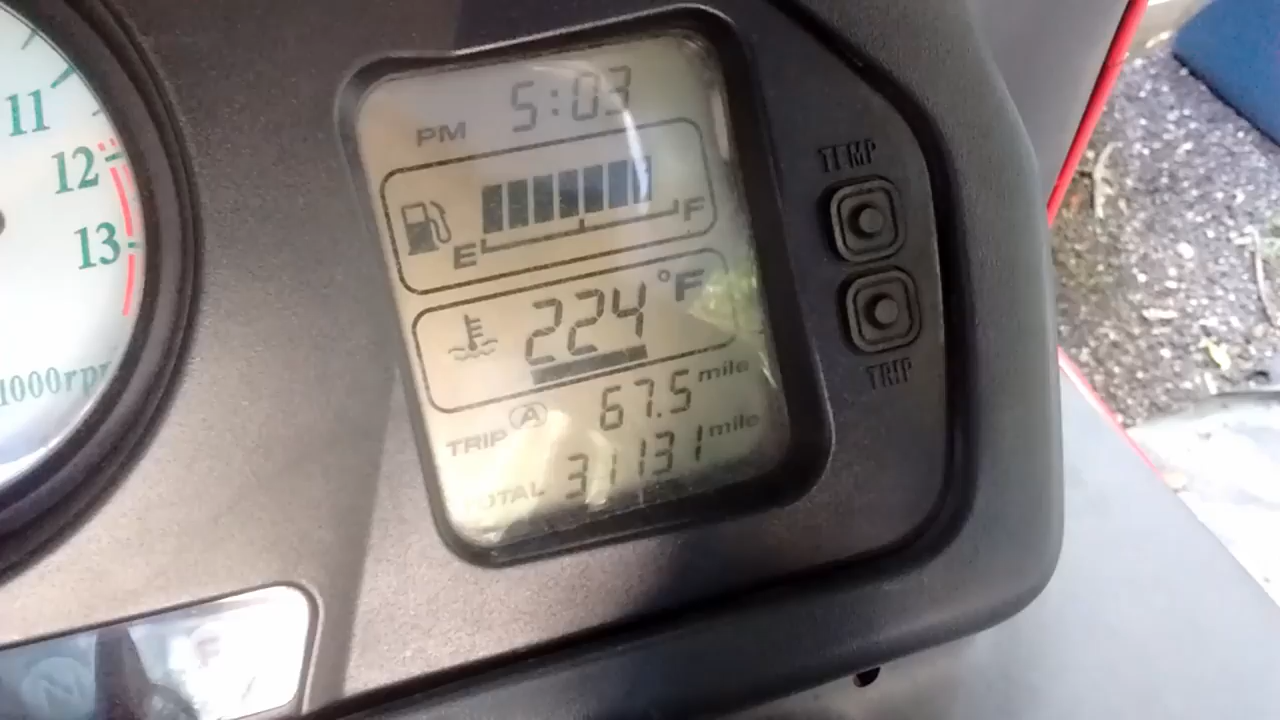 11
12
13
1000rpm
PM 5:03
E F
224°F
TRIP A 67.5 mile
TOTAL 31131 mile
TEMP
TRIP
N